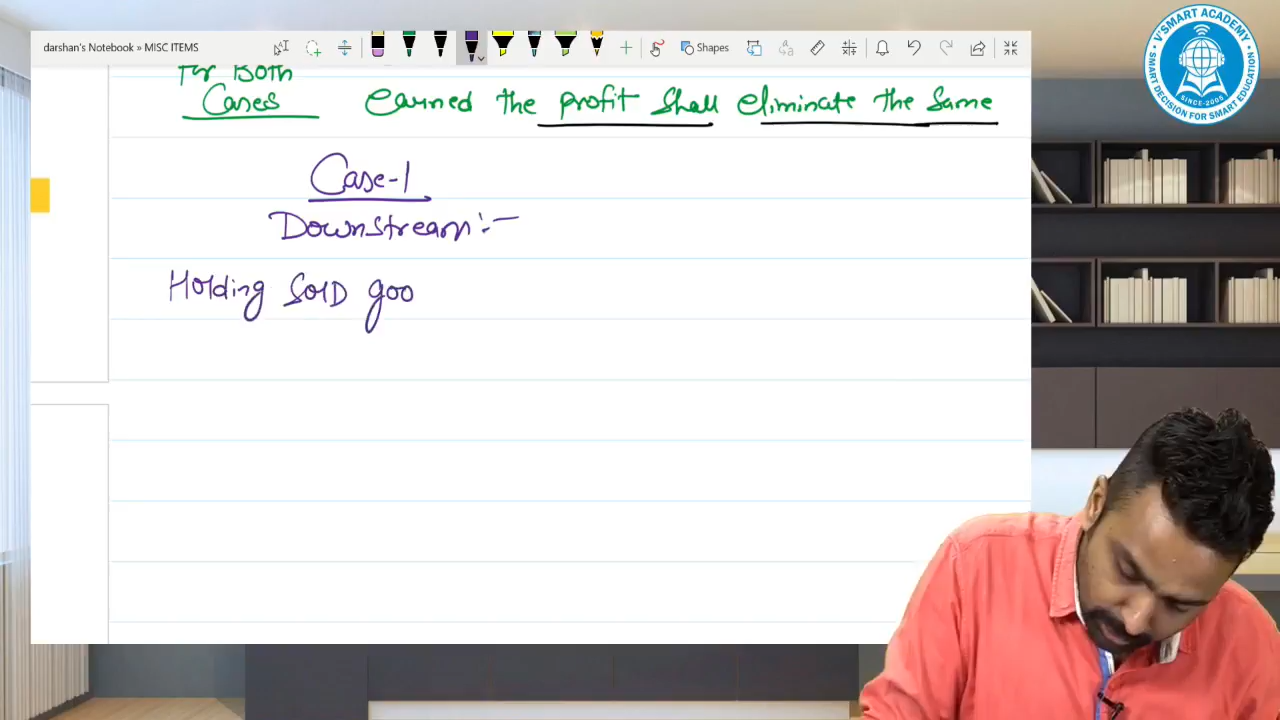 darshan's Notebook » MISC ITEMS
Shapes
for Both
Cases
earned the profit shall eliminate the same
Case-1
Downstream :-
Holding Sold goo
V'SMART ACADEMY
SINCE-2005
SMART DECISION FOR SMART EDUCATION